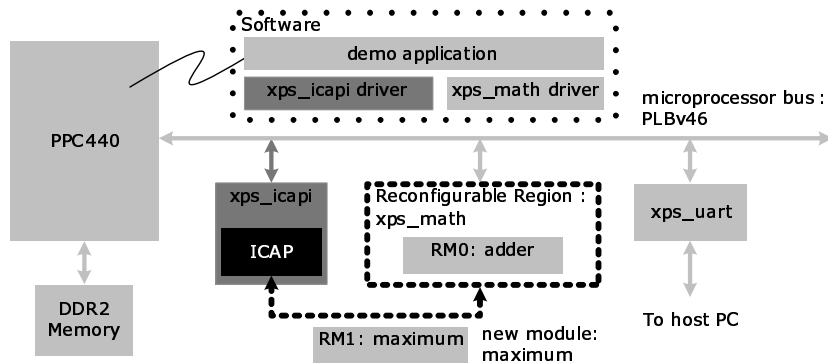 Software
demo application
xps_icapi driver
xps_math driver
microprocessor bus :
PLBv46
PPC440
xps_icapi
ICAP
Reconfigurable Region :
xps_math
RM0: adder
xps_uart
DDR2
Memory
RM1: maximum
new module:
maximum
To host PC